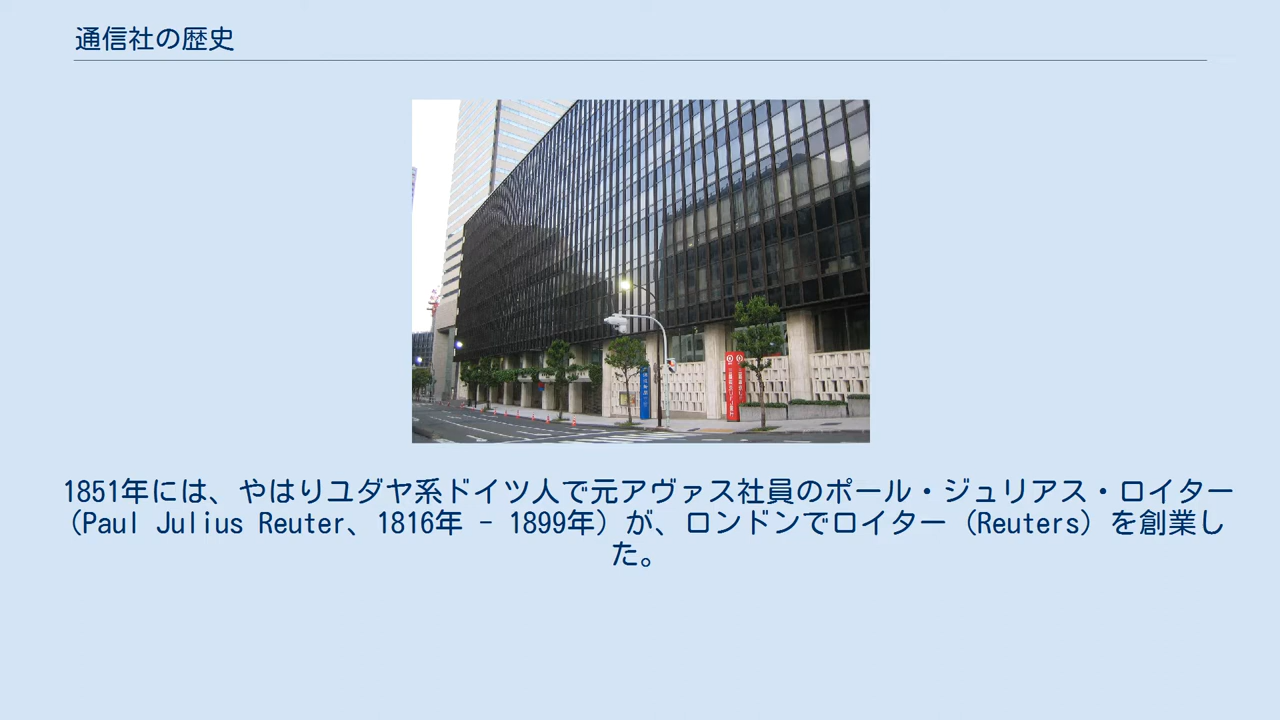 通信社の歴史
1851年には、やはりユダヤ系ドイツ人で元アヴァス社員のポール・ジュリアス・ロイター
（Paul Julius Reuter、1816年 - 1899年）が、ロンドンでロイター（Reuters）を創業し
た。